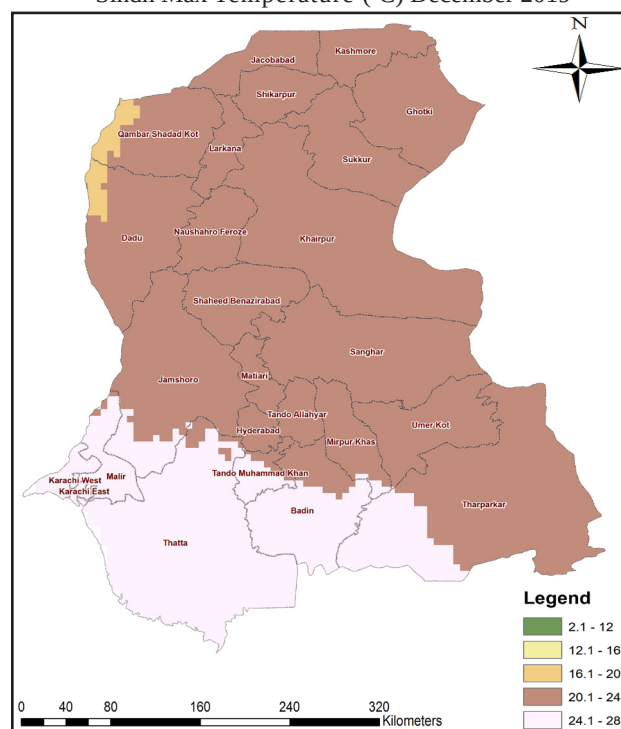 Sindh Max Temperature (°C) December 2015
N
Jacobabad
Kashmore
Shikarpur
Ghotki
Qambar Shadad Kot
Larkana
Sukkur
Dadu
Naushahro Feroze
Khairpur
Shaheed Benazirabad
Sanghar
Jamshoro
Matiari
Tando Allahyar
Hyderabad
Mirpur Khas
Umer Kot
Karachi West
Malir
Karachi East
Tando Muhammad Khan
Badin
Tharparkar
Thatta
Legend
2.1 - 12
12.1 - 16
16.1 - 20
20.1 - 24
24.1 - 28
0 40 80 160 240 320
Kilometers